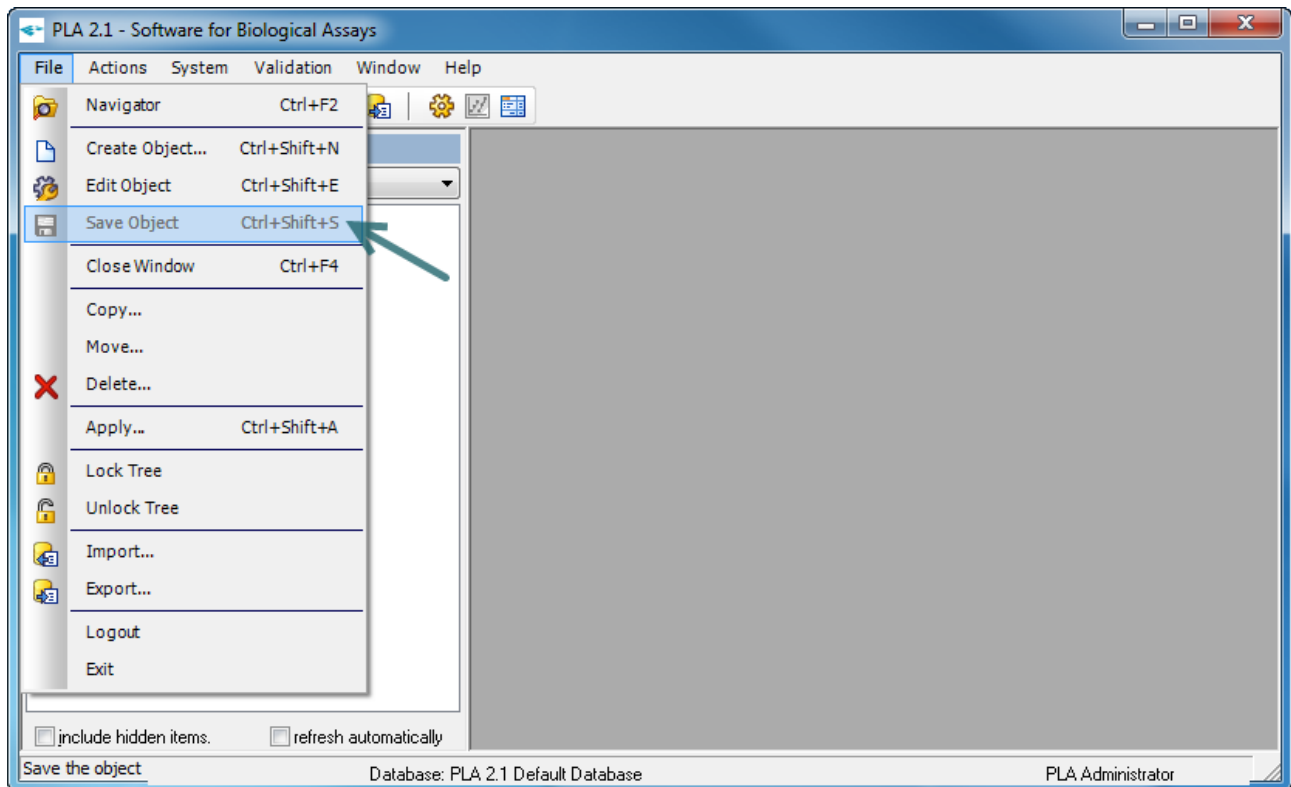 PLA 2.1 - Software for Biological Assays
File Actions System Validation Window Help
Navigator Ctrl+F2
Create Object... Ctrl+Shift+N
Edit Object Ctrl+Shift+E
Save Object Ctrl+Shift+S
Close Window Ctrl+F4
Copy...
Move...
Delete...
Apply... Ctrl+Shift+A
Lock Tree
Unlock Tree
Import...
Export...
Logout
Exit
include hidden items. refresh automatically
Save the object Database: PLA 2.1 Default Database PLA Administrator